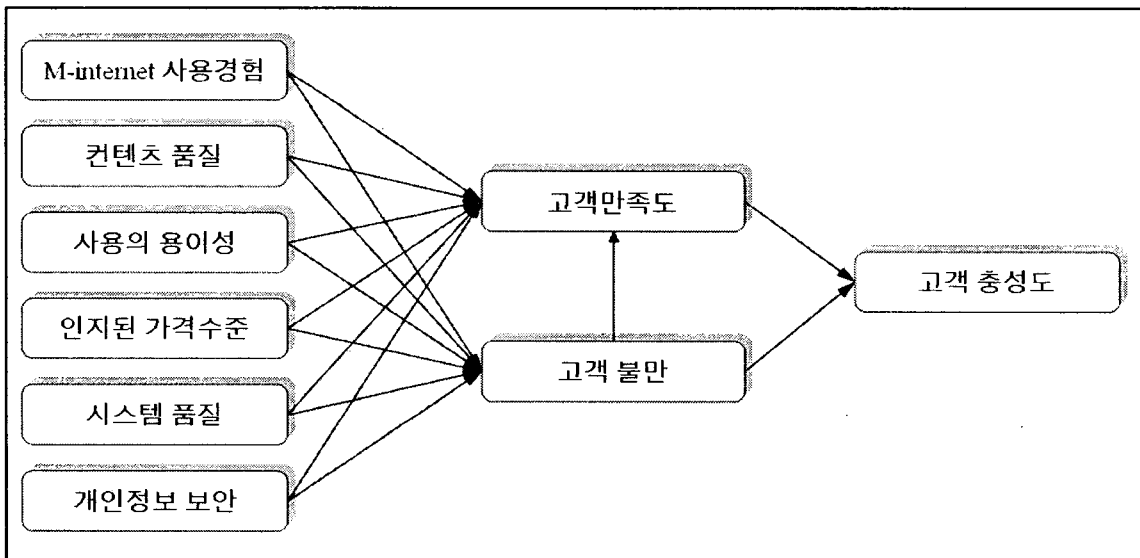 M-internet 사용경험
컨텐츠 품질
사용의 용이성
인지된 가격수준
시스템 품질
개인정보 보안
고객만족도
고객 불만
고객 충성도